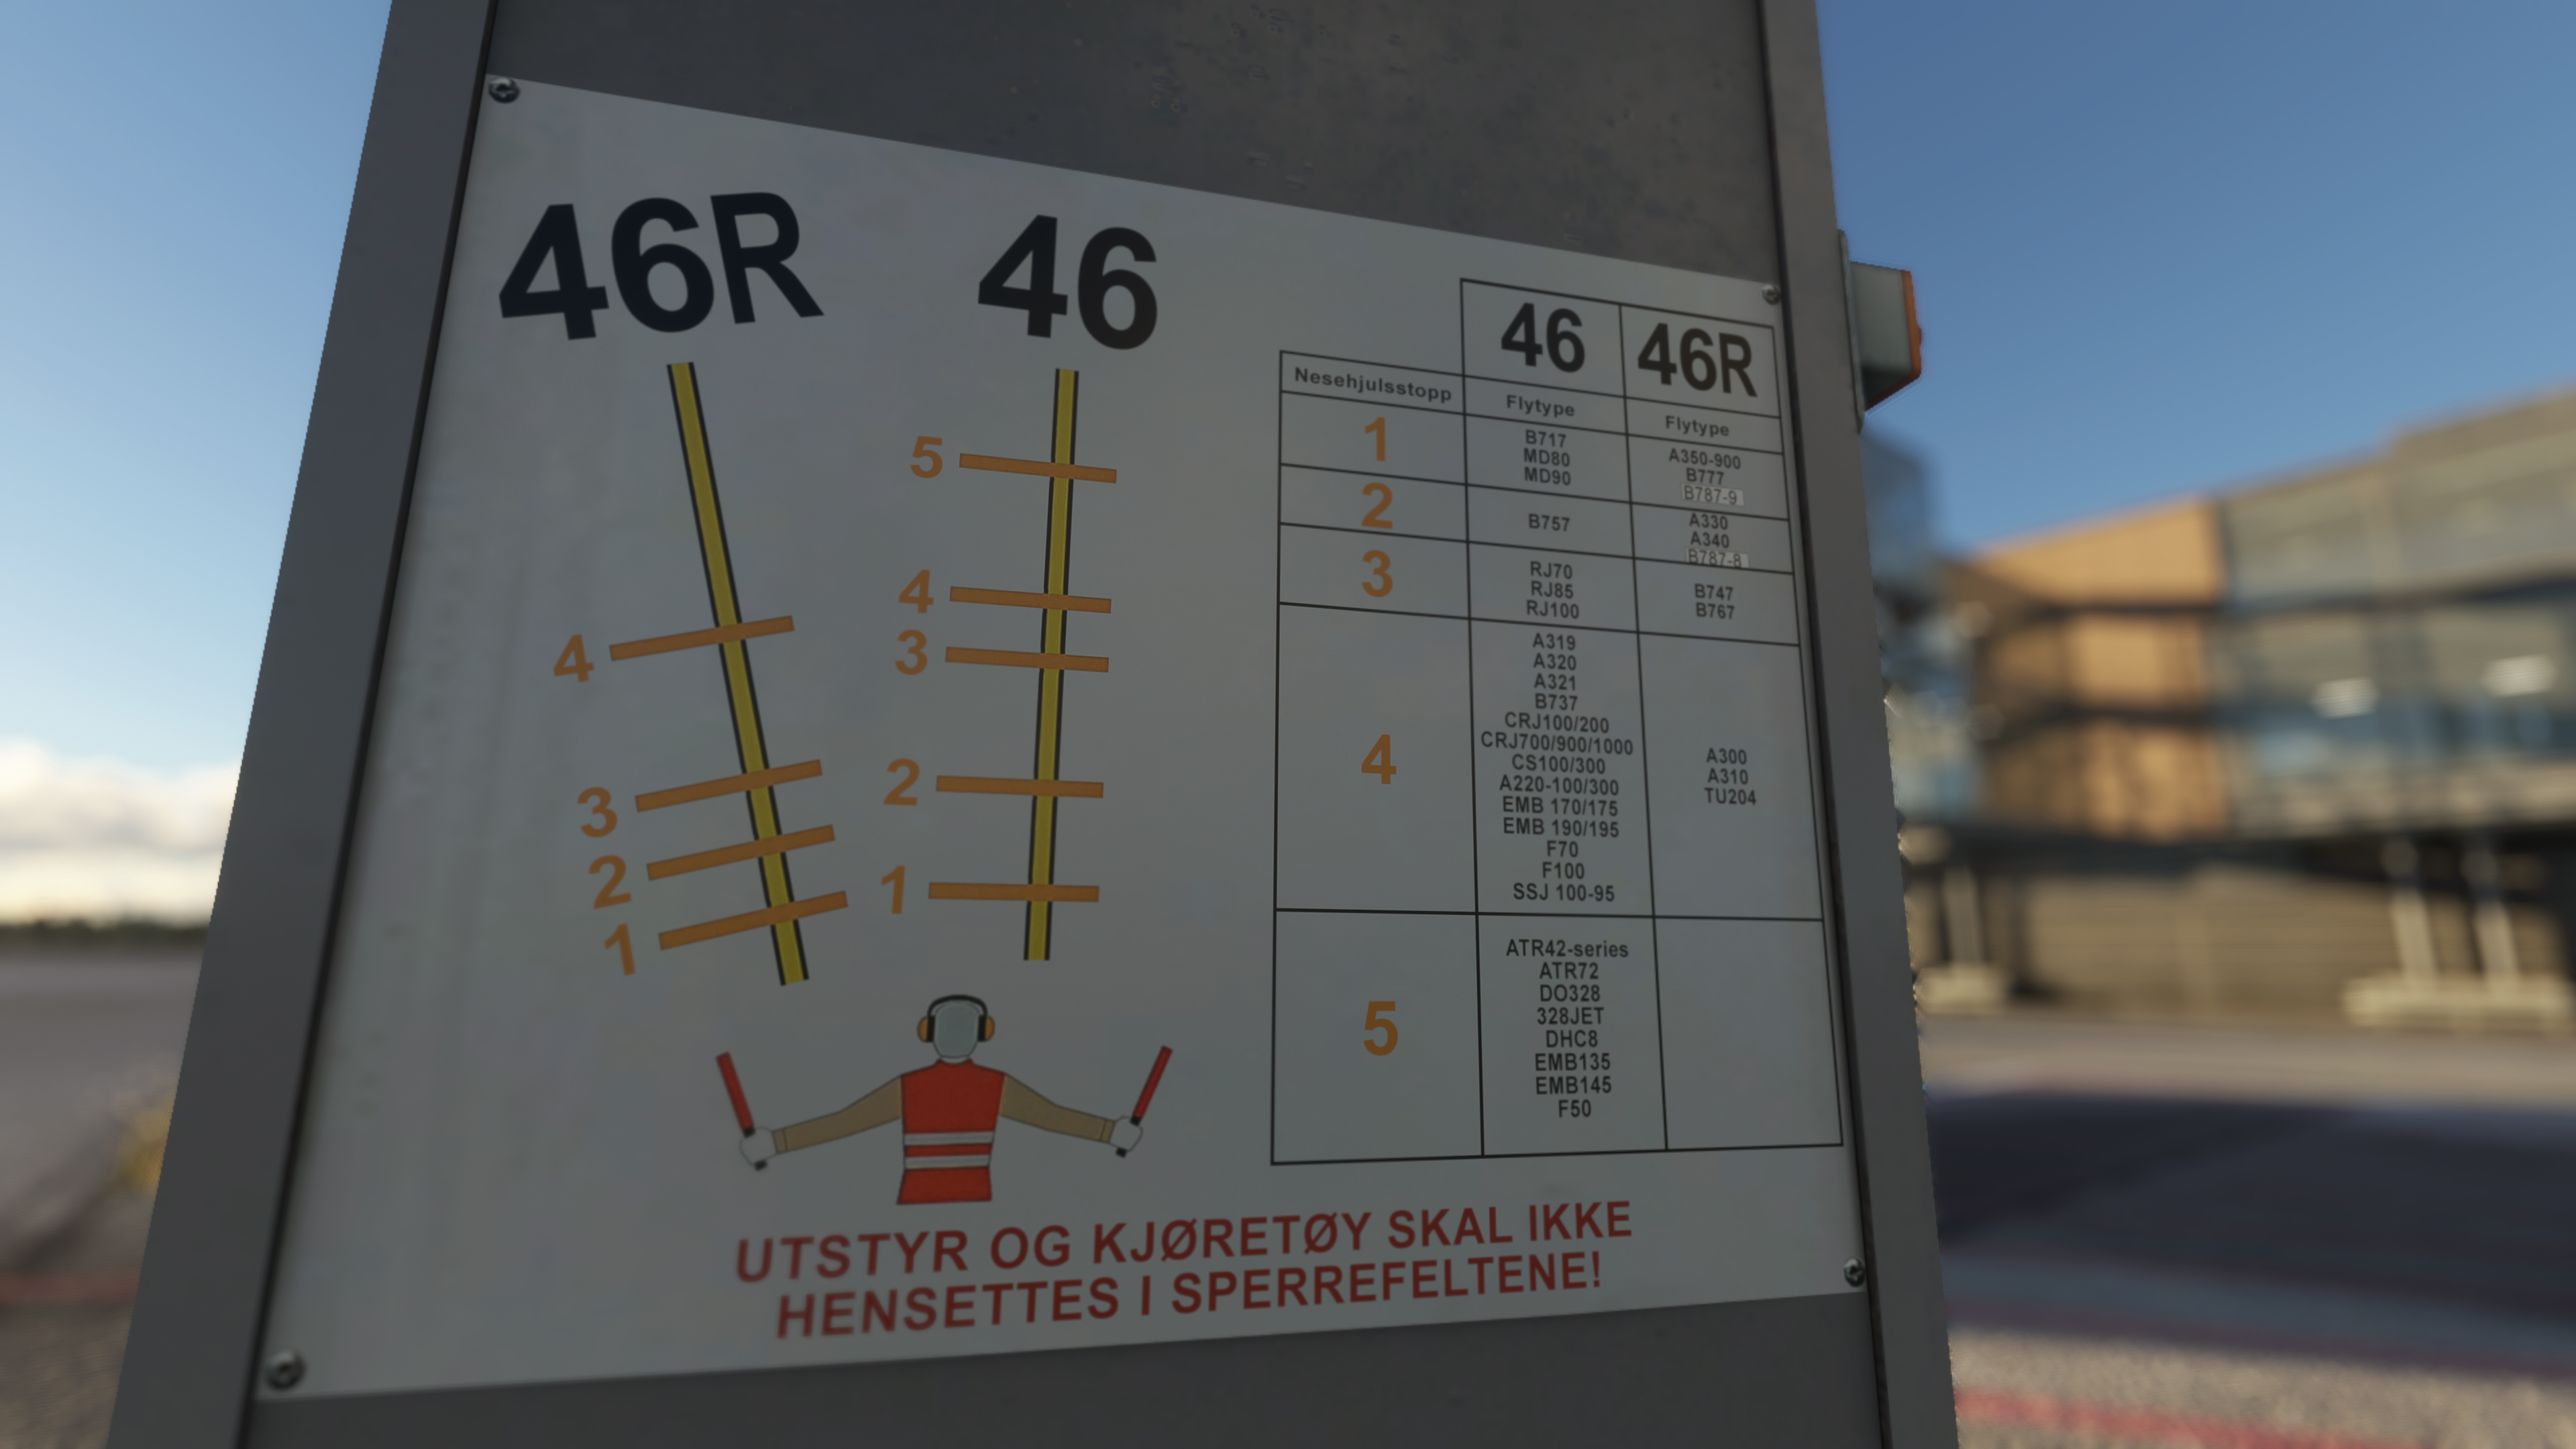 46R
46
5
4
3
2
1
4
3
2
1
46 46R
Nesehjulsstopp Flytype Flytype
1
B717
MD80
MD90
A350-900
B777
B787-9
2
B757
A330
A340
B787-8
3
RJ70
RJ85
RJ100
B747
B767
4
A319
A320
A321
B737
CRJ100/200
CRJ700/900/1000
CS100/300
A220-100/300
EMB 170/175
EMB 190/195
F70
F100
SSJ 100-95
A300
A310
TU204
5
ATR42-series
ATR72
DO328
328JET
DHC8
EMB135
EMB145
F50
UTSTYR OG KJØRETØY SKAL IKKE
HENSETTES I SPERREFELTENE!